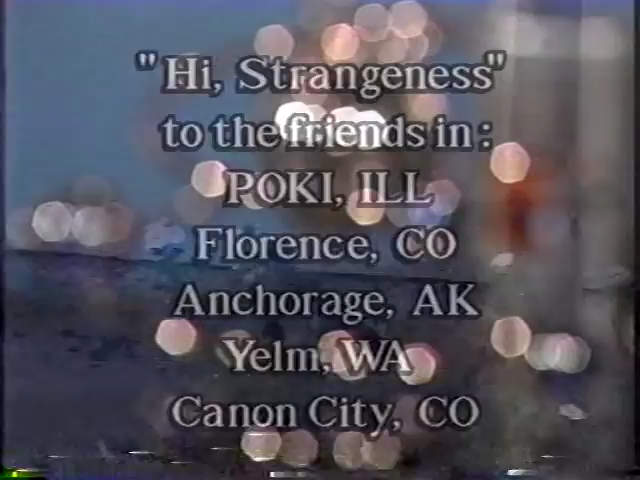 "Hi, Strangeness"
to the friends in:
POKI, ILL
Florence, CO
Anchorage, AK
Yelm, WA
Canon City, CO